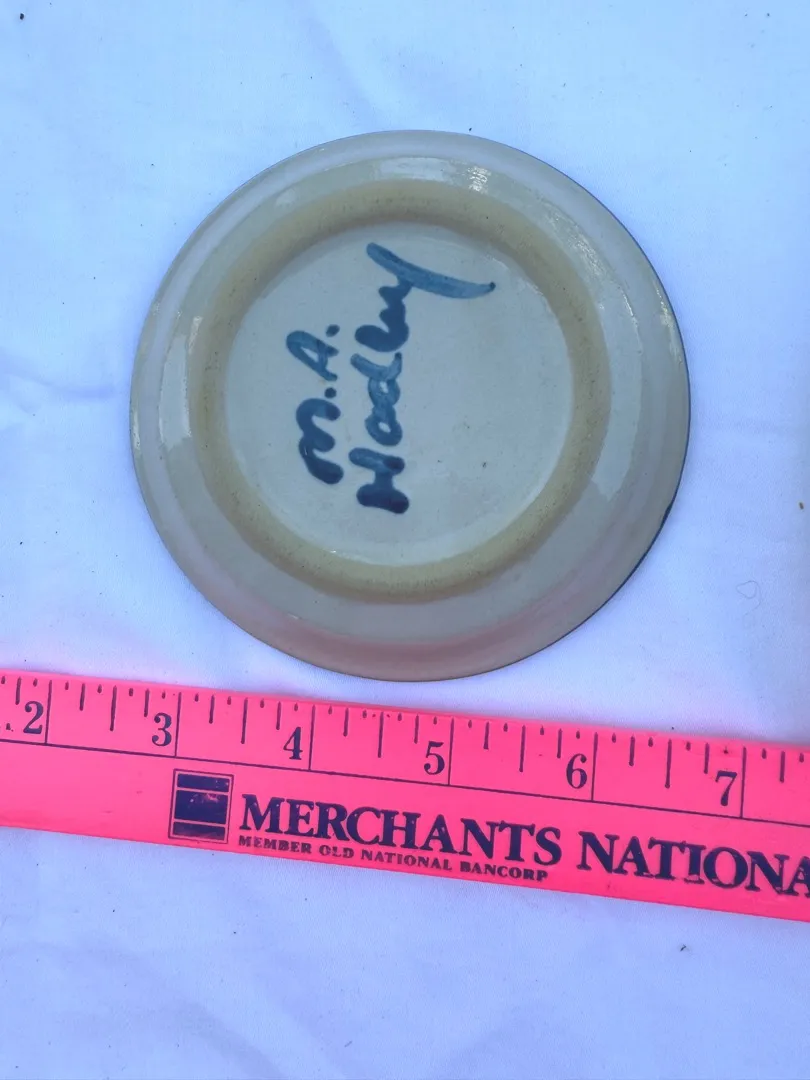 M.A.
Hadley
2 3 4 5 6 7
MERCHANTS NATIONA
MEMBER OLD NATIONAL BANCORP